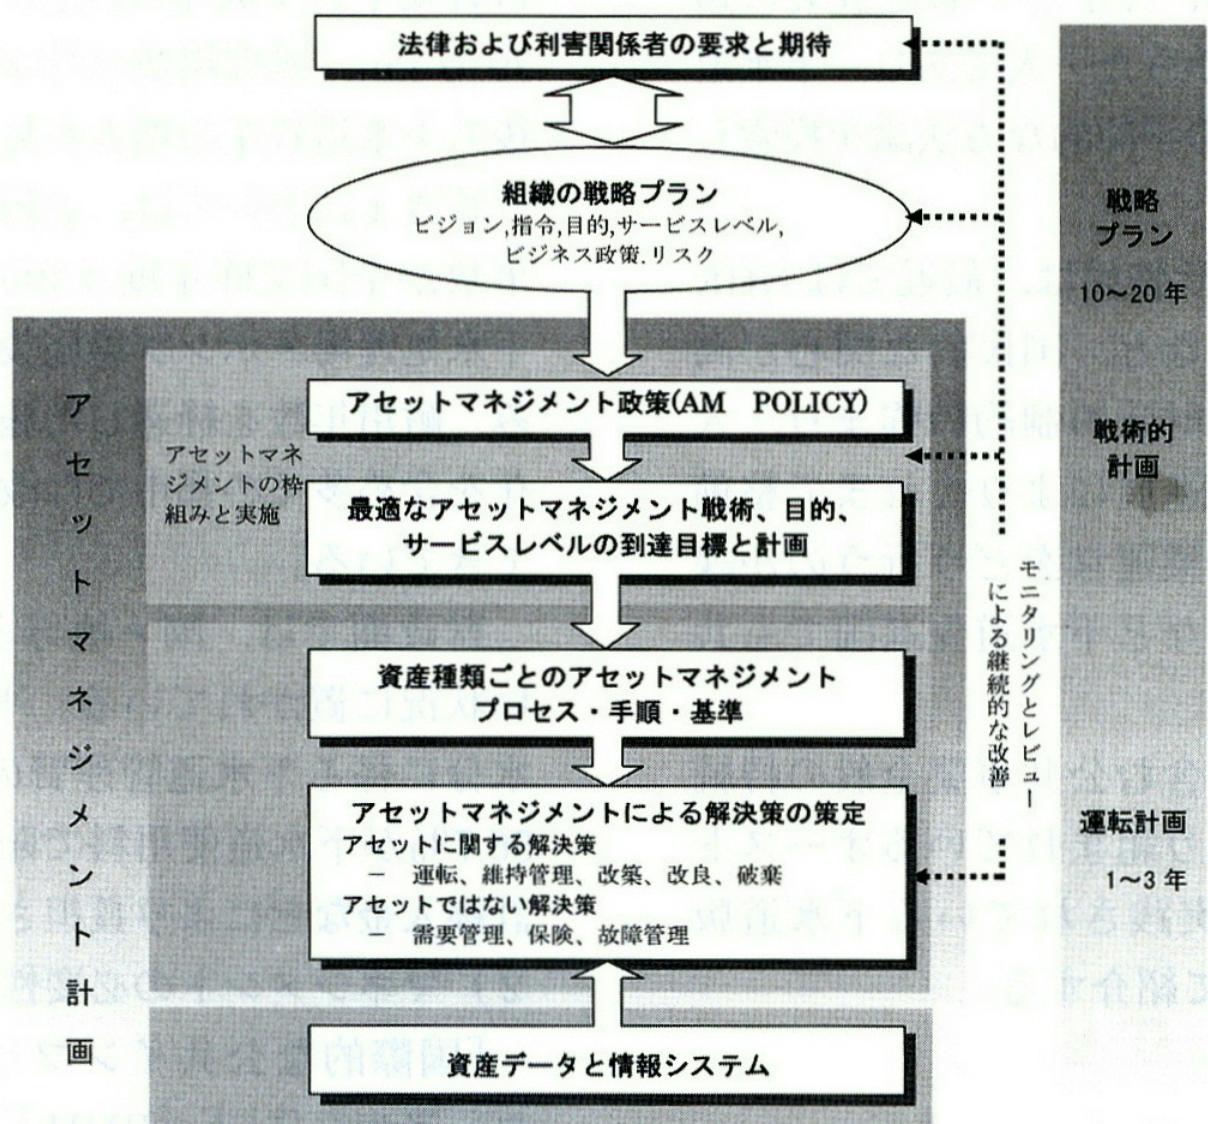 法律および利害関係者の要求と期待
組織の戦略プラン
ビジョン,指令,目的,サービスレベル,
ビジネス政策.リスク
アセットマネジメント政策(AM POLICY)
アセットマネ
ジメントの枠
組みと実施
最適なアセットマネジメント戦術、目的、
サービスレベルの到達目標と計画
資産種類ごとのアセットマネジメント
プロセス・手順・基準
アセットマネジメントによる解決策の策定
アセットに関する解決策
－ 運転、維持管理、改築、改良、破棄
アセットではない解決策
－ 需要管理、保険、故障管理
資産データと情報システム
アセットマネジメント計画
モニタリングとレビュー
による継続的な改善
戦略
プラン
10～20年
戦術的
計画
運転計画
1～3年